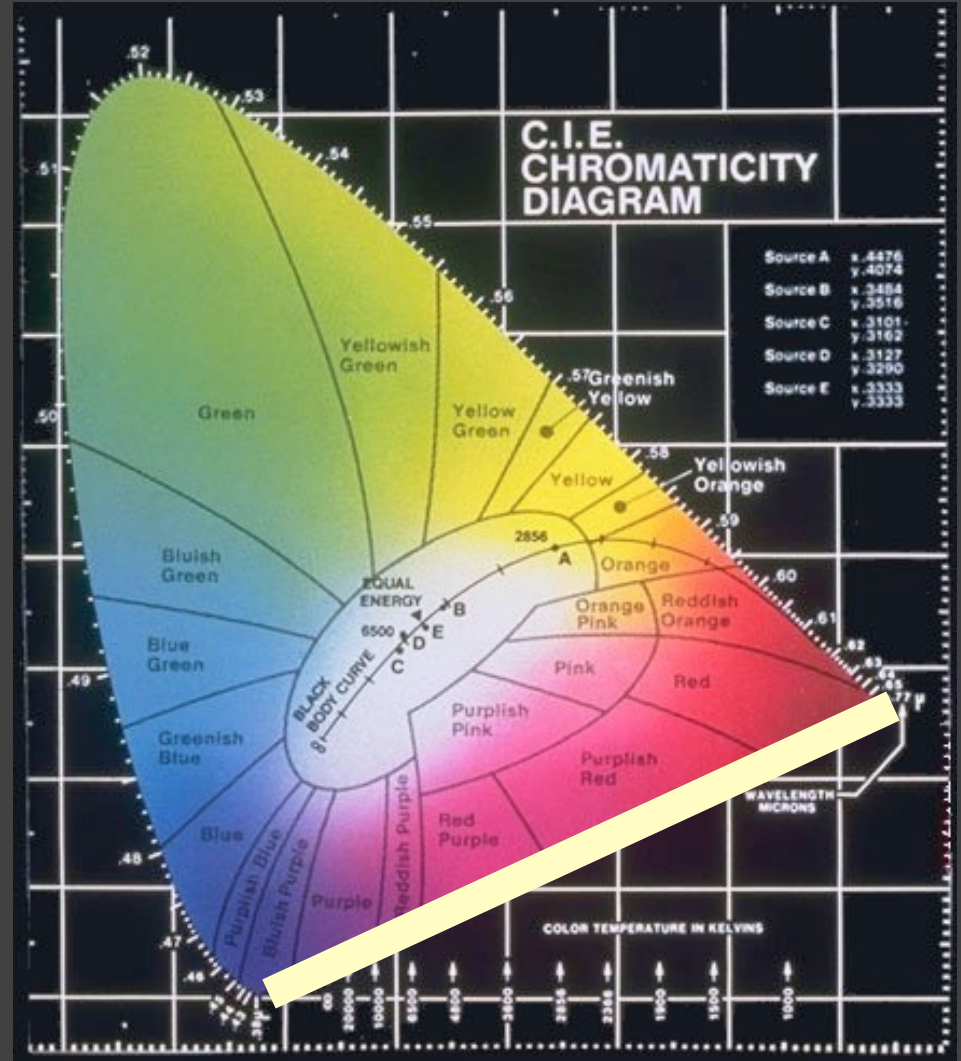 C.I.E.
CHROMATICITY
DIAGRAM
Source A x.4476
y.4074
Source B x.3484
y.3516
Source C x.3101
y.3162
Source D x.3127
y.3290
Source E x.3333
y.3333
.52
.53
.54
.51
.55
.56
.57
Greenish
Yellow
.50
.58
Yellowish
Orange
.59
.60
.61
.62
.63
.64
.65
.77 μ
.49
.48
.47
.46
Yellowish
Green
Green
Yellow
Green
Yellow
2856
A
Orange
Bluish
Green
EQUAL
ENERGY
B
E
6500
D
C
Orange
Pink
Reddish
Orange
Blue
Green
BLACK
BODY CURVE
Pink
Red
Greenish
Blue
Purplish
Pink
Purplish
Red
WAVELENGTH
MICRONS
Blue
Purplish Blue
Bluish Purple
Purple
Reddish Purple
Red
Purple
COLOR TEMPERATURE IN KELVINS
20000
10000
6500
4800
2856
1900
1500
1000